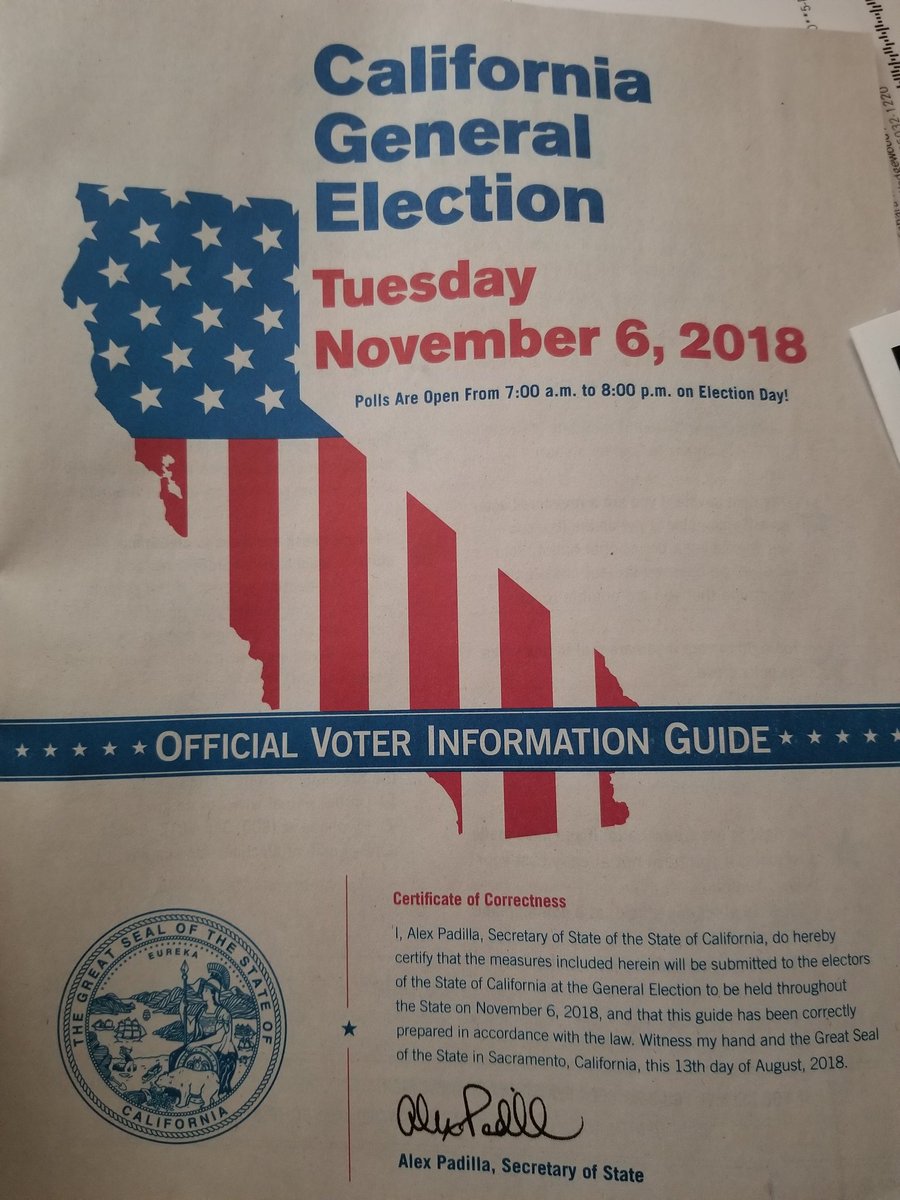 California
General
Election
Tuesday
November 6, 2018
Polls Are Open From 7:00 a.m. to 8:00 p.m. on Election Day!
★ ★ ★ ★ ★ OFFICIAL VOTER INFORMATION GUIDE ★ ★ ★ ★ ★
THE GREAT SEAL OF THE STATE OF CALIFORNIA
EUREKA
Certificate of Correctness
I, Alex Padilla, Secretary of State of the State of California, do hereby
certify that the measures included herein will be submitted to the electors
of the State of California at the General Election to be held throughout
the State on November 6, 2018, and that this guide has been correctly
prepared in accordance with the law. Witness my hand and the Great Seal
of the State in Sacramento, California, this 13th day of August, 2018.
Alex Padilla
Alex Padilla, Secretary of State